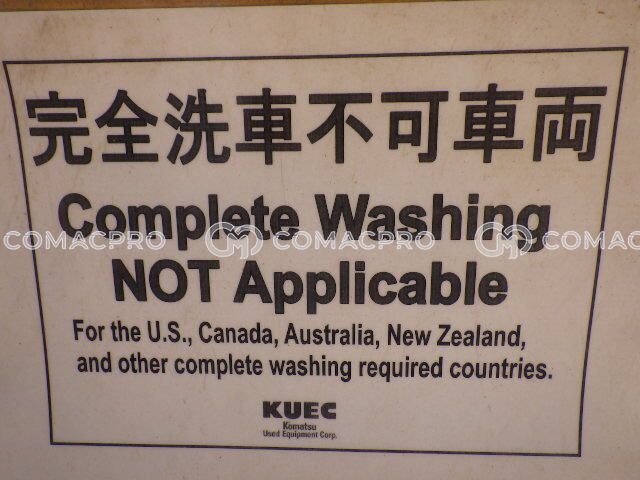 完全洗車不可車両
Complete Washing
COMACPRO COMACPRO COMACPRO
NOT Applicable
For the U.S., Canada, Australia, New Zealand,
and other complete washing required countries.
KUEC
Komatsu
Used Equipment Corp.